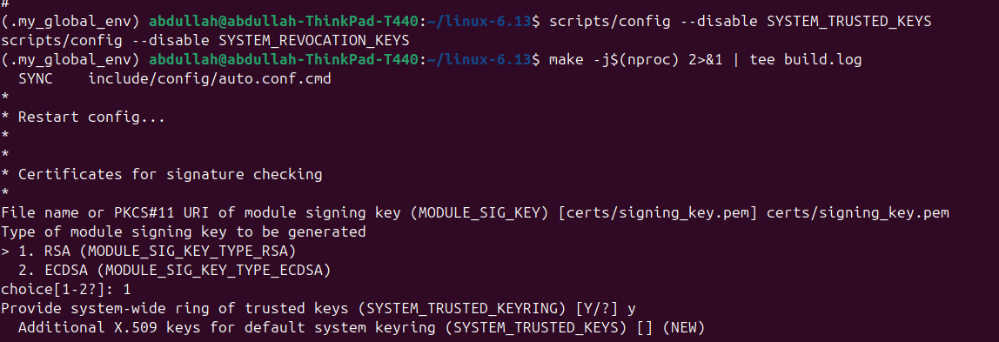 #
(.my_global_env) abdullah@abdullah-ThinkPad-T440:~/linux-6.13$ scripts/config --disable SYSTEM_TRUSTED_KEYS
scripts/config --disable SYSTEM_REVOCATION_KEYS
(.my_global_env) abdullah@abdullah-ThinkPad-T440:~/linux-6.13$ make -j$(nproc) 2>&1 | tee build.log
  SYNC    include/config/auto.conf.cmd
*
* Restart config...
*
*
* Certificates for signature checking
*
File name or PKCS#11 URI of module signing key (MODULE_SIG_KEY) [certs/signing_key.pem] certs/signing_key.pem
Type of module signing key to be generated
> 1. RSA (MODULE_SIG_KEY_TYPE_RSA)
  2. ECDSA (MODULE_SIG_KEY_TYPE_ECDSA)
choice[1-2?]: 1
Provide system-wide ring of trusted keys (SYSTEM_TRUSTED_KEYRING) [Y/?] y
  Additional X.509 keys for default system keyring (SYSTEM_TRUSTED_KEYS) [] (NEW)